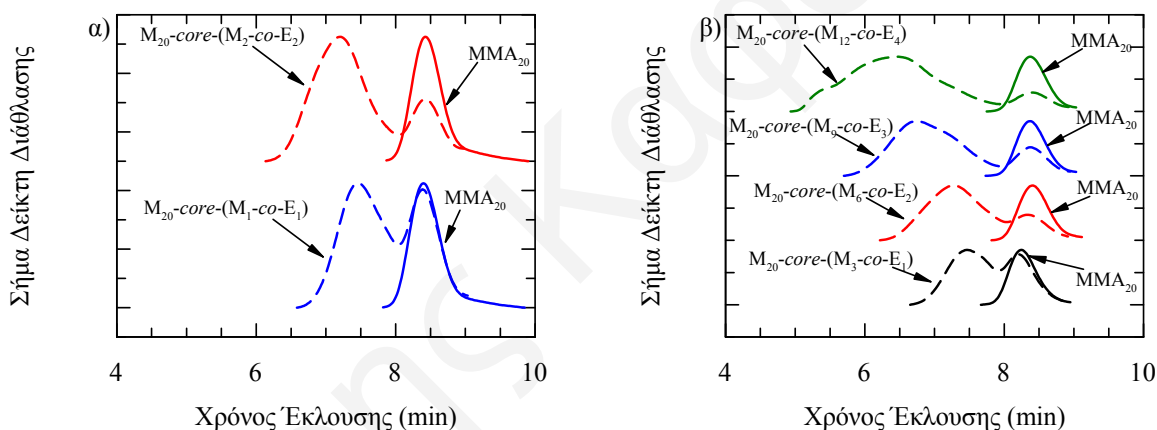 α)
M20-core-(M2-co-E2)
MMA20
M20-core-(M1-co-E1)
MMA20
Σήμα Δείκτη Διάθλασης
4 6 8 10
Χρόνος Έκλουσης (min)
β)
M20-core-(M12-co-E4)
MMA20
M20-core-(M9-co-E3)
MMA20
M20-core-(M6-co-E2)
MMA20
M20-core-(M3-co-E1)
MMA20
Σήμα Δείκτη Διάθλασης
4 6 8 10
Χρόνος Έκλουσης (min)